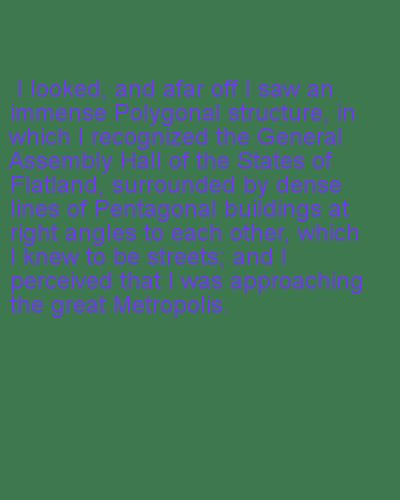 I looked, and afar off I saw an
immense Polygonal structure, in
which I recognized the General
Assembly Hall of the States of
Flatland, surrounded by dense
lines of Pentagonal buildings at
right angles to each other, which
I knew to be streets; and I
perceived that I was approaching
the great Metropolis.